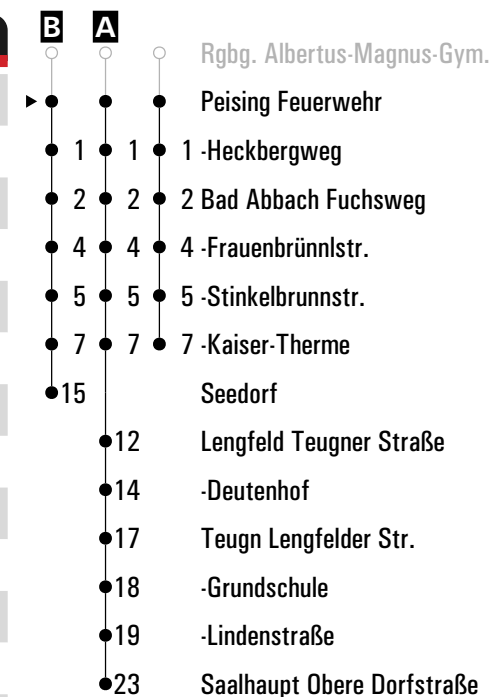 B A
Rgbg. Albertus-Magnus-Gym.
Peising Feuerwehr
1 1 1 -Heckbergweg
2 2 2 Bad Abbach Fuchsweg
4 4 4 -Frauenbrünnlstr.
5 5 5 -Stinkelbrunnstr.
7 7 7 -Kaiser-Therme
15 Seedorf
12 Lengfeld Teugner Straße
14 -Deutenhof
17 Teugn Lengfelder Str.
18 -Grundschule
19 -Lindenstraße
23 Saalhaupt Obere Dorfstraße